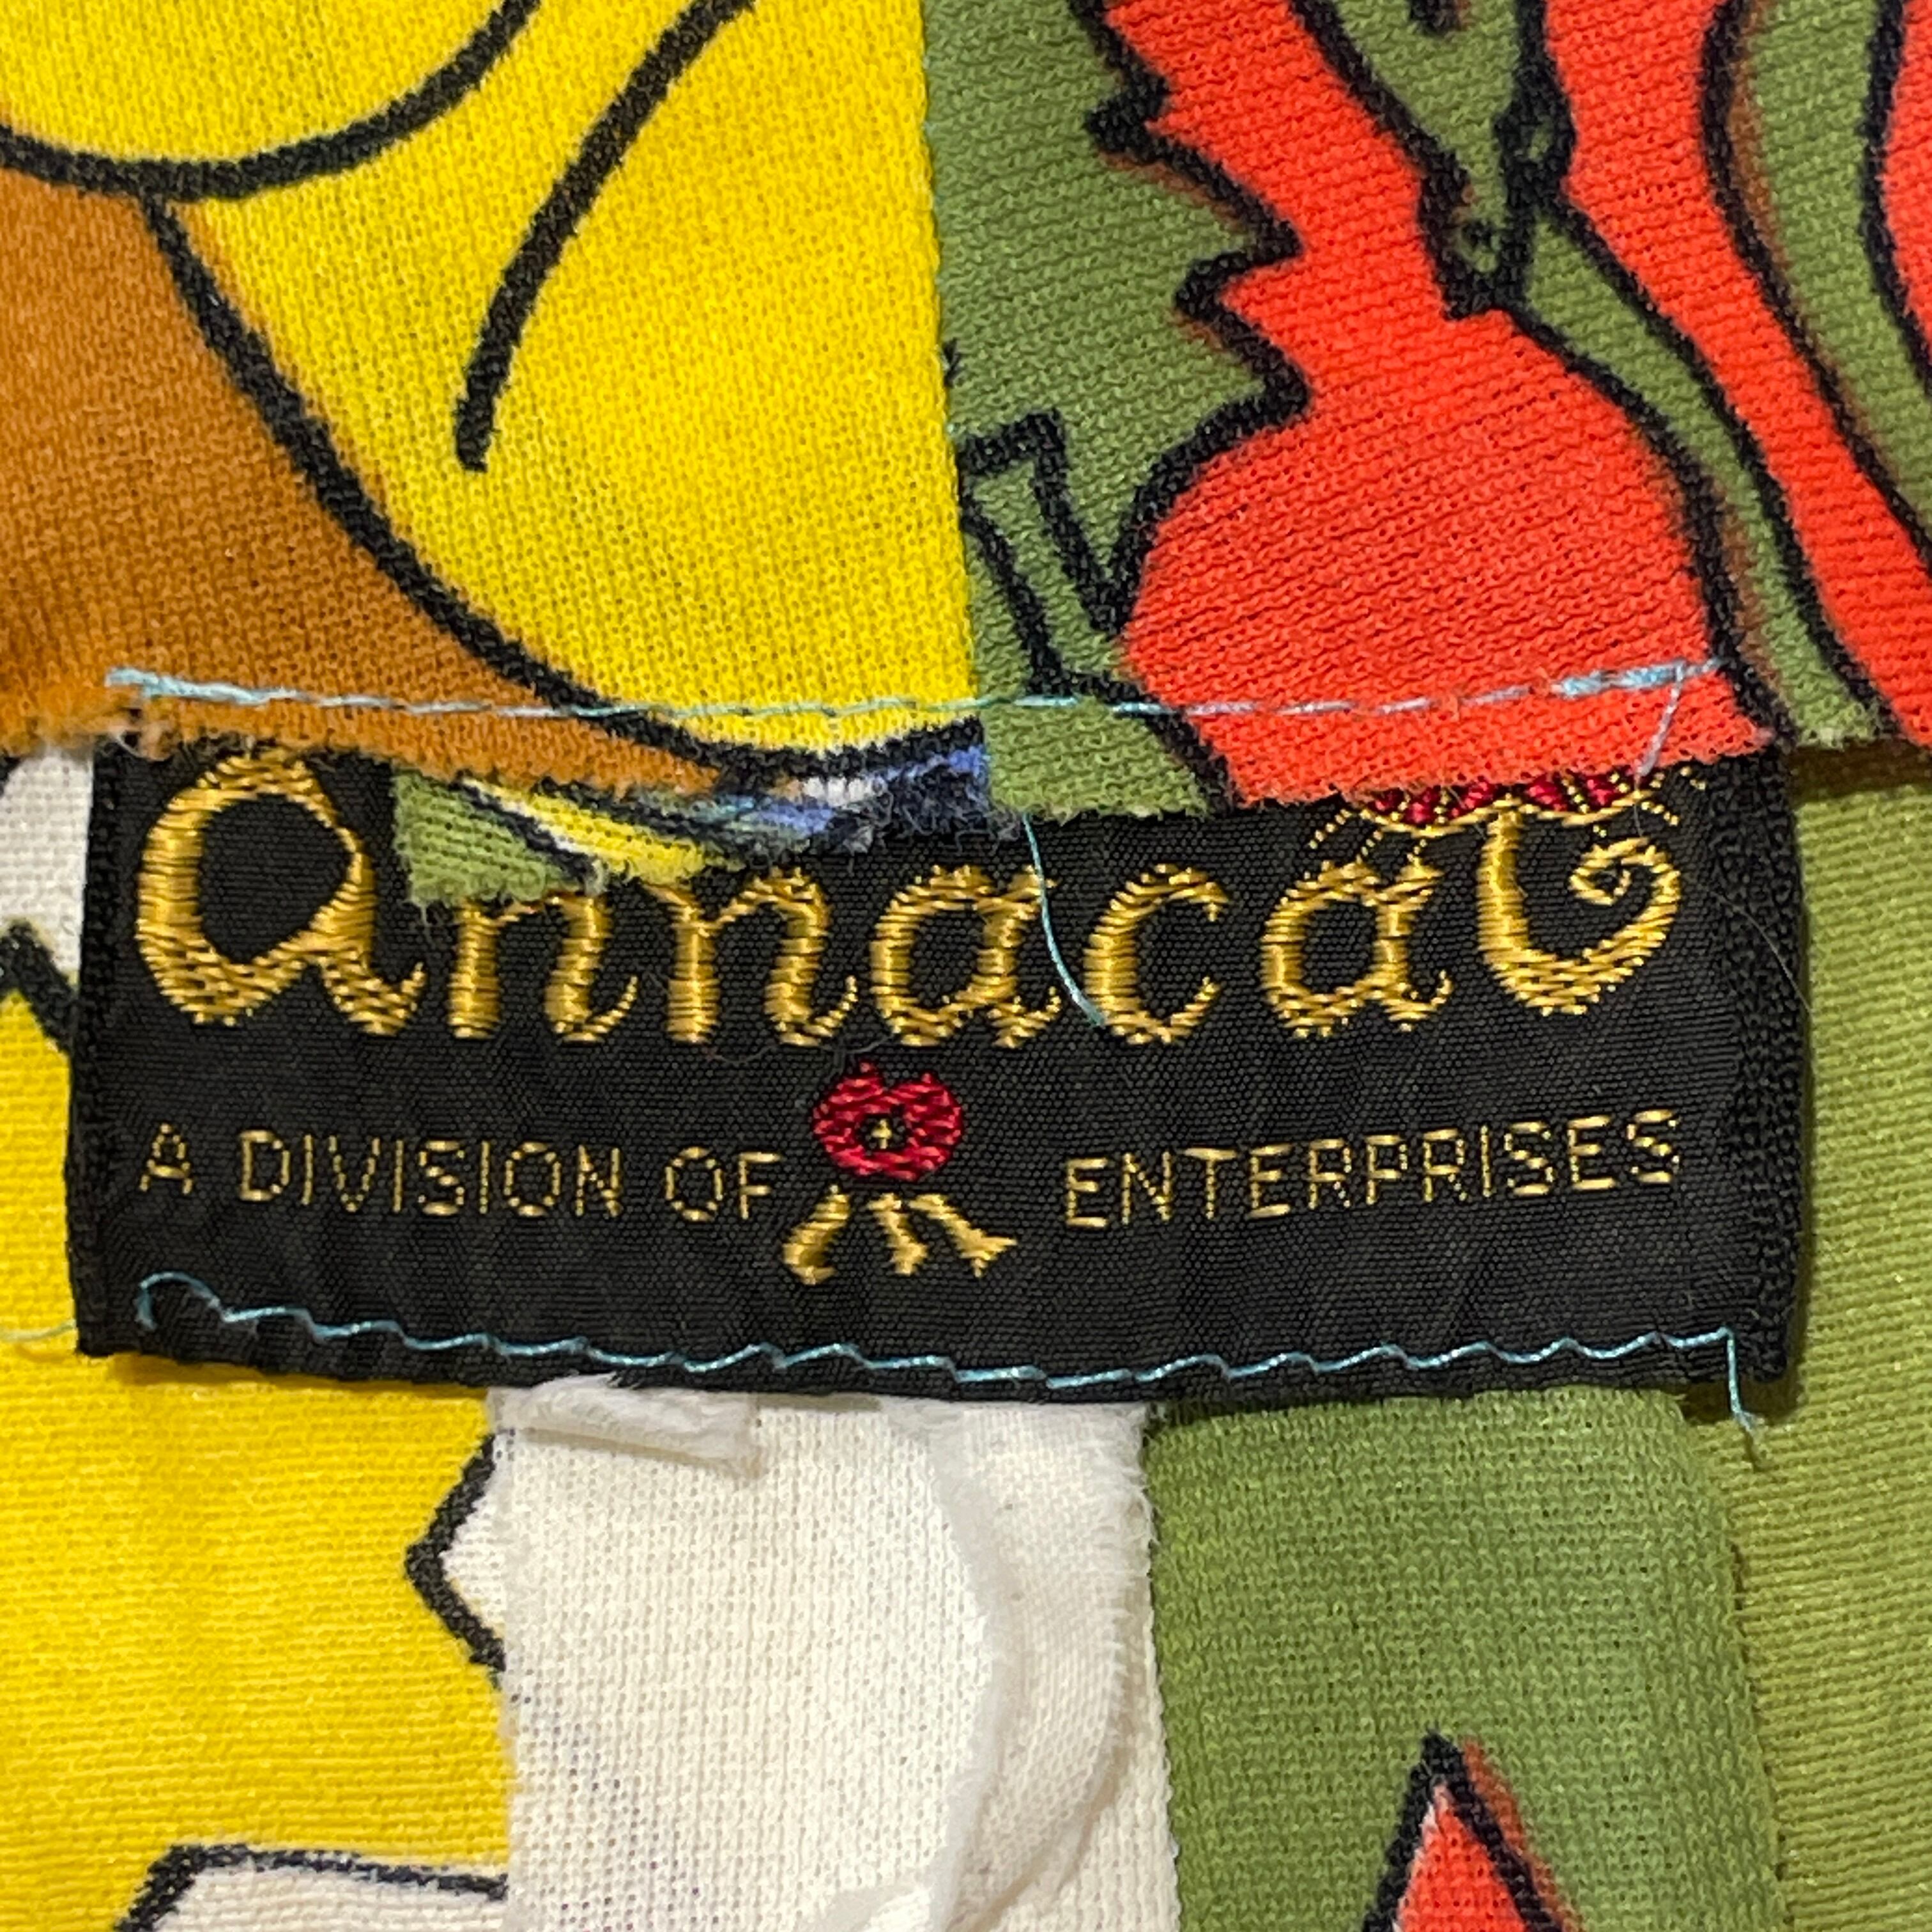 annacat
A DIVISION OF ENTERPRISES